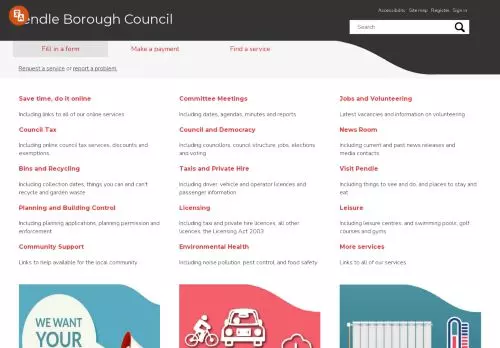 endle Borough Council
Accessibility Site map Register Sign in
Search
Fill in a form
Make a payment
Find a service
Request a service or report a problem.
Save time, do it online
Including links to all of our online services
Council Tax
Including online council tax services, discounts and
exemptions
Bins and Recycling
Including collection dates, things you can and can't
recycle and garden waste
Planning and Building Control
Including planning applications, planning permission and
enforcement
Community Support
Links to help available for the local community.
Committee Meetings
Including dates, agendas, minutes and reports
Council and Democracy
Including councillors, council structure, jobs, elections
and voting
Taxis and Private Hire
Including driver, vehicle and operator licences and
passenger information
Licensing
Including taxi and private hire licences, all other
licences, the Licensing Act 2003
Environmental Health
Including noise pollution, pest control, and food safety
Jobs and Volunteering
Latest vacancies and information on volunteering
News Room
Including current and past news releases and
media contacts
Visit Pendle
Including things to see and do, and places to stay and
eat
Leisure
Including leisure centres, and swimming pools, golf
courses and gyms
More services
Links to all of our services
WE WANT
YOUR